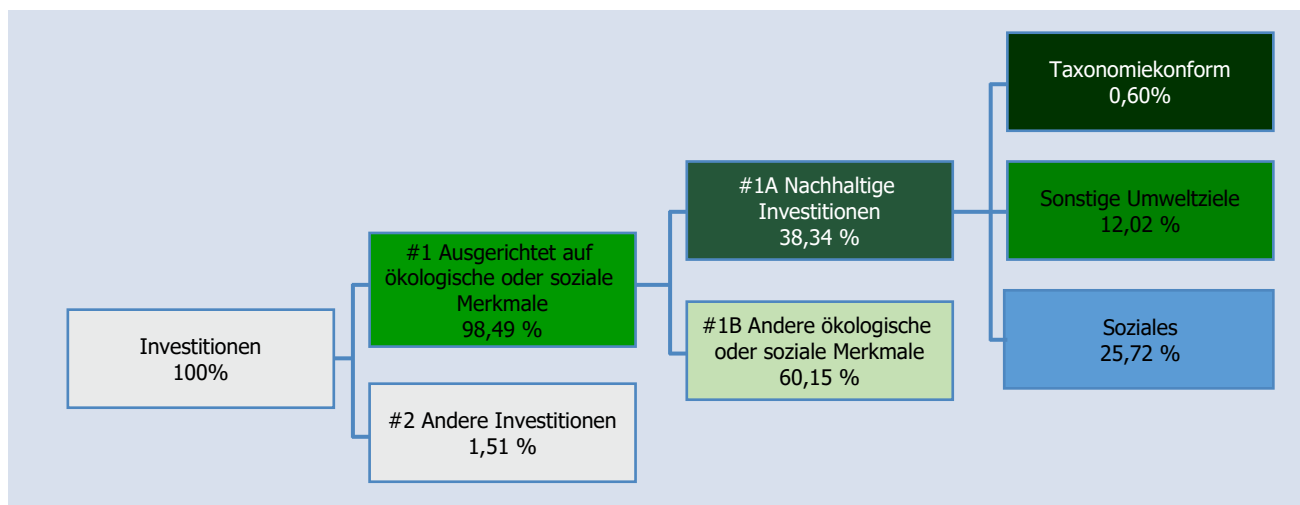 Investitionen
100%
#1 Ausgerichtet auf
ökologische oder soziale
Merkmale
98,49 %
#2 Andere Investitionen
1,51 %
#1A Nachhaltige
Investitionen
38,34 %
#1B Andere ökologische
oder soziale Merkmale
60,15 %
Taxonomiekonform
0,60%
Sonstige Umweltziele
12,02 %
Soziales
25,72 %